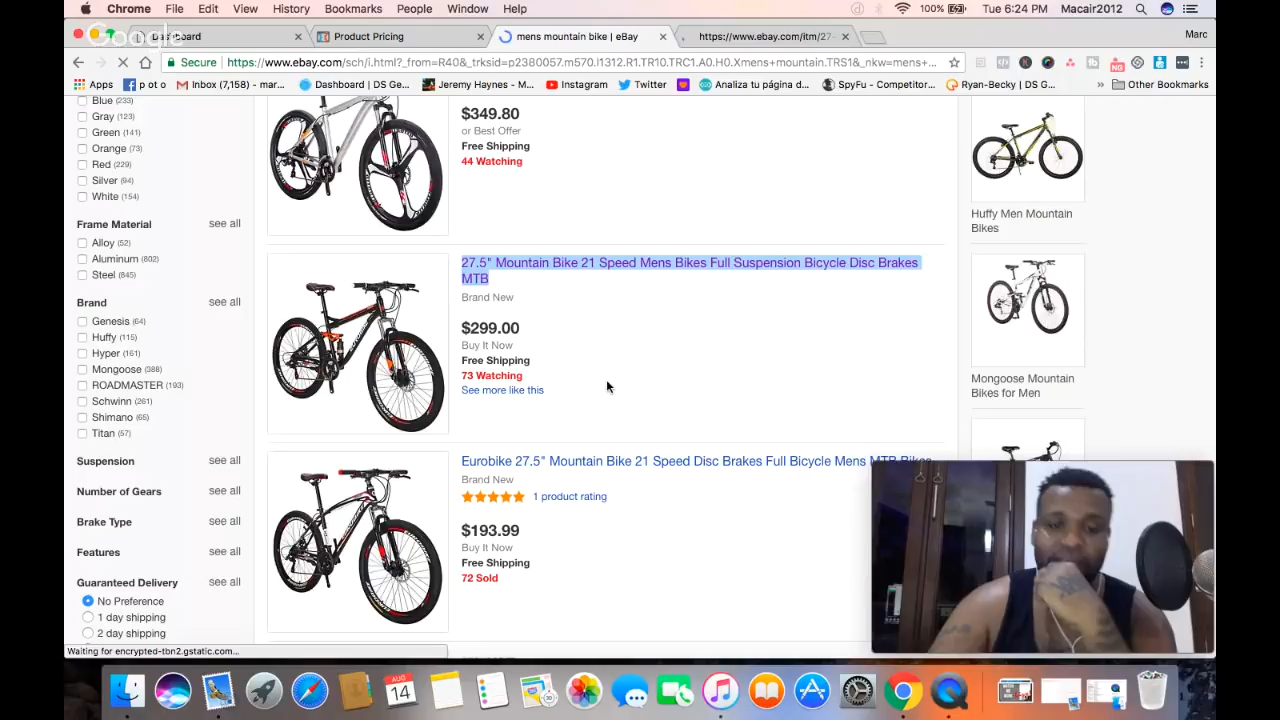 Chrome File Edit View History Bookmarks People Window Help 100% Tue 6:24 PM Macair2012
Google
Dashboard Product Pricing mens mountain bike | eBay https://www.ebay.com/itm/27- Marc
Secure https://www.ebay.com/sch/i.html?_from=R40&_trksid=p2380057.m570.l1312.R1.TR10.TRC1.A0.H0.Xmens+mountain.TRS1&_nkw=mens+...
Apps p ot o Inbox (7,158) - mar... Dashboard | DS Ge... Jeremy Haynes - M... Instagram Twitter Analiza tu página d... SpyFu - Competitor... Ryan-Becky | DS G... » Other Bookmarks
Blue (233)
Gray (123)
Green (141)
Orange (73)
Red (229)
Silver (94)
White (154)
Frame Material see all
Alloy (52)
Aluminum (802)
Steel (845)
Brand see all
Genesis (64)
Huffy (115)
Hyper (161)
Mongoose (388)
ROADMASTER (193)
Schwinn (261)
Shimano (65)
Titan (57)
Suspension see all
Number of Gears see all
Brake Type see all
Features see all
Guaranteed Delivery see all
No Preference
1 day shipping
2 day shipping
Waiting for encrypted-tbn2.gstatic.com...
$349.80
or Best Offer
Free Shipping
44 Watching
27.5" Mountain Bike 21 Speed Mens Bikes Full Suspension Bicycle Disc Brakes
MTB
Brand New
$299.00
Buy It Now
Free Shipping
73 Watching
See more like this
Eurobike 27.5" Mountain Bike 21 Speed Disc Brakes Full Bicycle Mens MTB Bikes
Brand New
1 product rating
$193.99
Buy It Now
Free Shipping
72 Sold
Huffy Men Mountain
Bikes
Mongoose Mountain
Bikes for Men
AUG
14